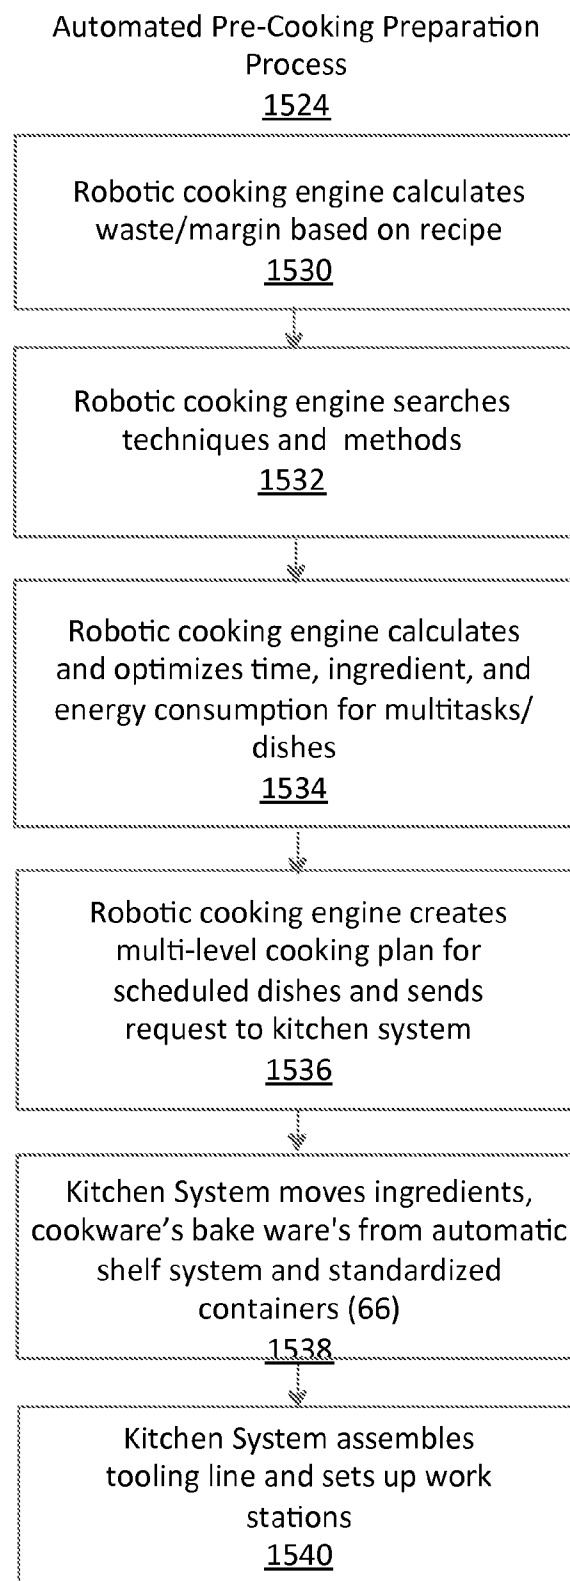 Automated Pre-Cooking Preparation
Process
1524
Robotic cooking engine calculates
waste/margin based on recipe
1530
Robotic cooking engine searches
techniques and methods
1532
Robotic cooking engine calculates
and optimizes time, ingredient, and
energy consumption for multitasks/
dishes
1534
Robotic cooking engine creates
multi-level cooking plan for
scheduled dishes and sends
request to kitchen system
1536
Kitchen System moves ingredients,
cookware's bake ware's from automatic
shelf system and standardized
containers (66)
1538
Kitchen System assembles
tooling line and sets up work
stations
1540